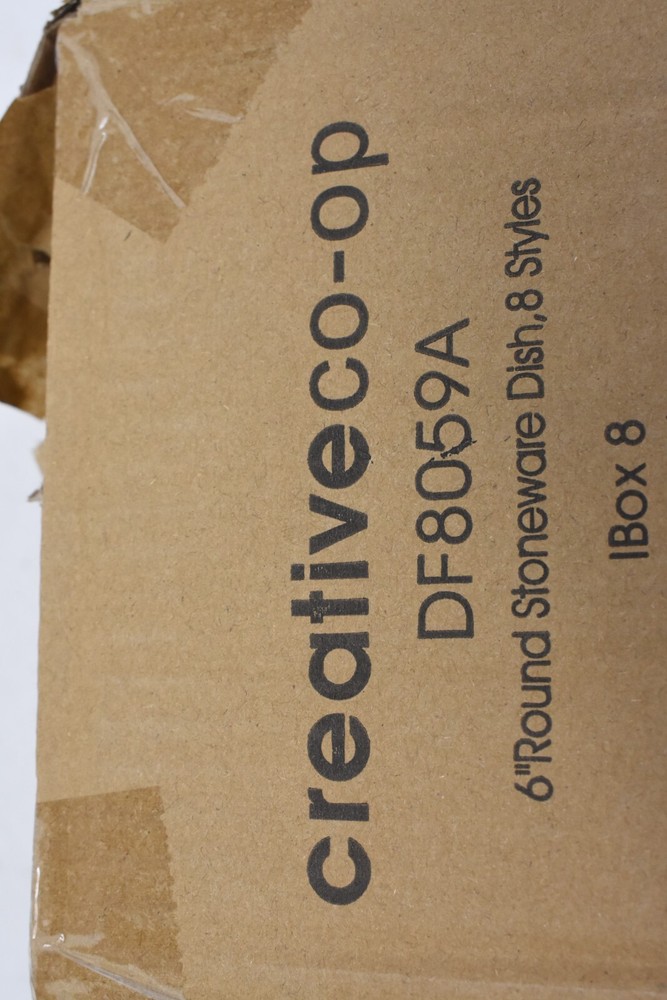 creativeco-op
DF8059A
6"Round Stoneware Dish,8 Styles
IBox 8